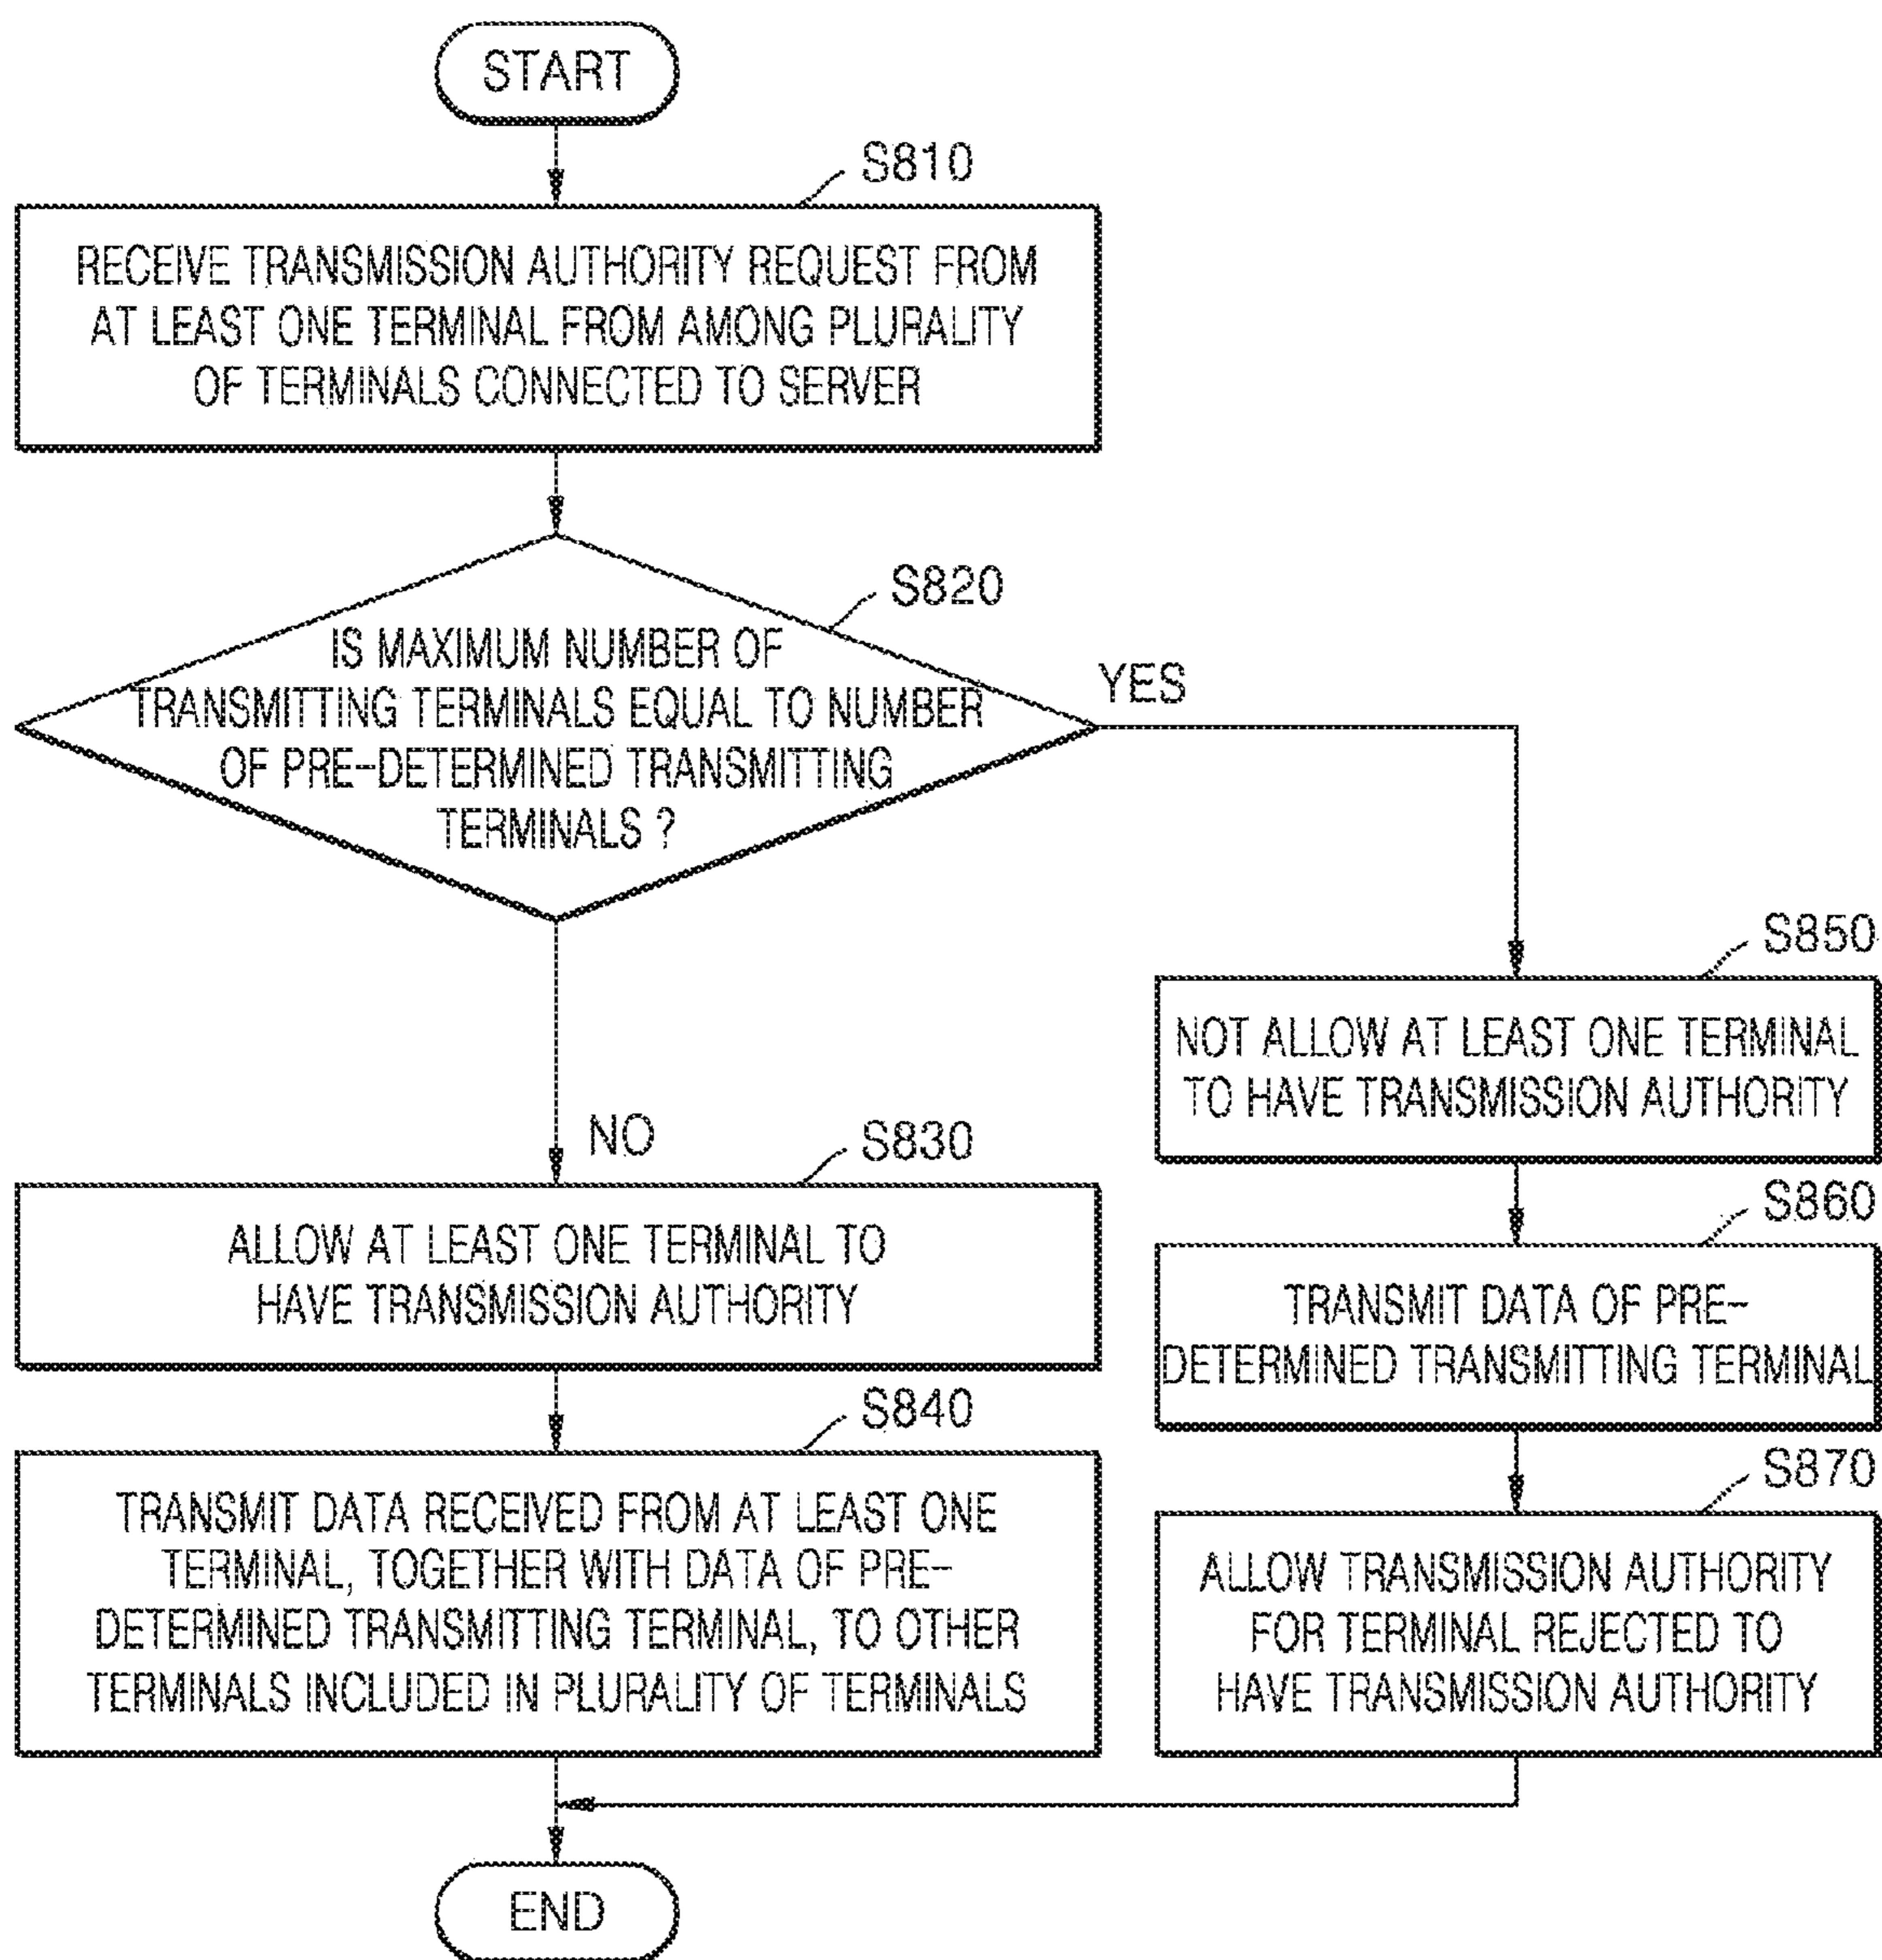 START
S810
RECEIVE TRANSMISSION AUTHORITY REQUEST FROM
AT LEAST ONE TERMINAL FROM AMONG PLURALITY
OF TERMINALS CONNECTED TO SERVER
S820
IS MAXIMUM NUMBER OF
TRANSMITTING TERMINALS EQUAL TO NUMBER
OF PRE-DETERMINED TRANSMITTING
TERMINALS ?
YES
NO
S830
ALLOW AT LEAST ONE TERMINAL TO
HAVE TRANSMISSION AUTHORITY
S840
TRANSMIT DATA RECEIVED FROM AT LEAST ONE
TERMINAL, TOGETHER WITH DATA OF PRE-
DETERMINED TRANSMITTING TERMINAL, TO OTHER
TERMINALS INCLUDED IN PLURALITY OF TERMINALS
S850
NOT ALLOW AT LEAST ONE TERMINAL
TO HAVE TRANSMISSION AUTHORITY
S860
TRANSMIT DATA OF PRE-
DETERMINED TRANSMITTING TERMINAL
S870
ALLOW TRANSMISSION AUTHORITY
FOR TERMINAL REJECTED TO
HAVE TRANSMISSION AUTHORITY
END